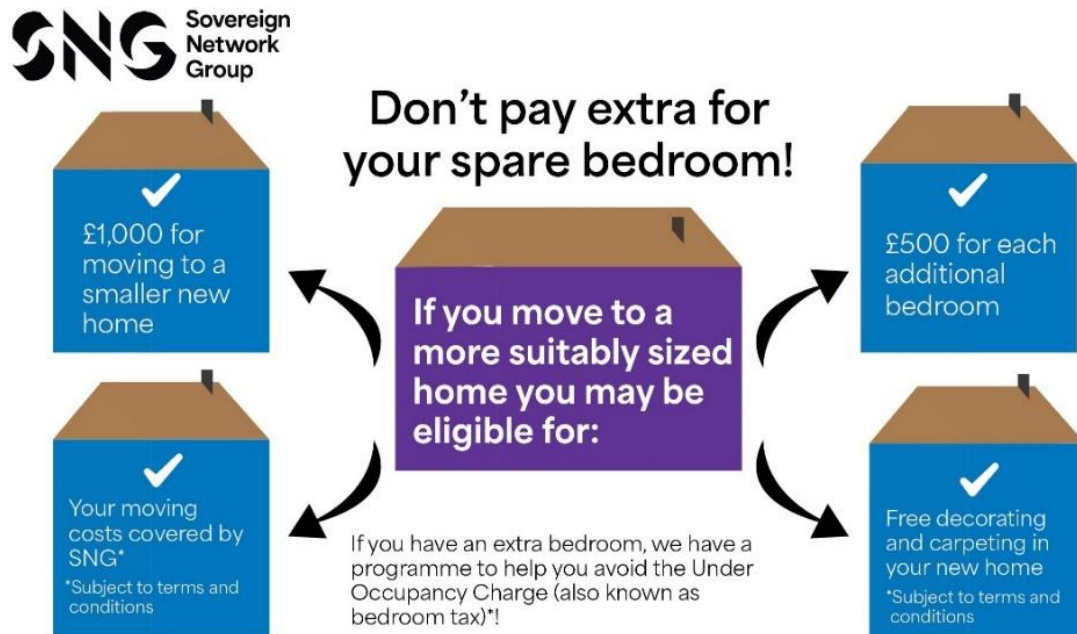 SNG Sovereign
Network
Group
Don't pay extra for
your spare bedroom!
£1,000 for
moving to a
smaller new
home
£500 for each
additional
bedroom
If you move to a
more suitably sized
home you may be
eligible for:
Your moving
costs covered by
SNG*
*Subject to terms and
conditions
If you have an extra bedroom, we have a
programme to help you avoid the Under
Occupancy Charge (also known as
bedroom tax)*!
Free decorating
and carpeting in
your new home
*Subject to terms and
conditions